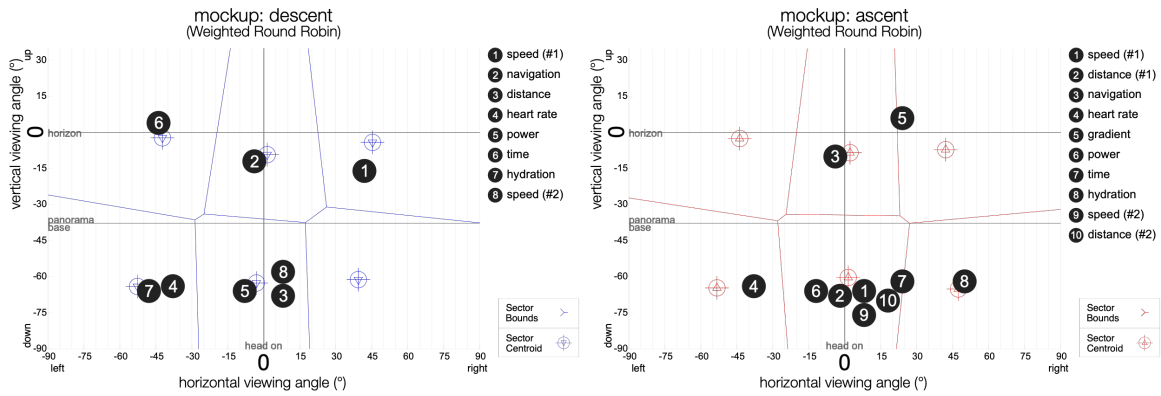 mockup: descent
(Weighted Round Robin)
vertical viewing angle (°)
up
down
30
15
0
-15
-30
-45
-60
-75
-90
horizon
panorama
base
head on
6
2
1
7
4
5
8
3
-90 -75 -60 -45 -30 -15 0 15 30 45 60 75 90
left
right
horizontal viewing angle (°)
1 speed (#1)
2 navigation
3 distance
4 heart rate
5 power
6 time
7 hydration
8 speed (#2)
Sector
Bounds
Sector
Centroid
mockup: ascent
(Weighted Round Robin)
vertical viewing angle (°)
up
down
30
15
0
-15
-30
-45
-60
-75
-90
horizon
panorama
base
head on
5
3
4
6
2
1
9
10
7
8
-90 -75 -60 -45 -30 -15 0 15 30 45 60 75 90
left
right
horizontal viewing angle (°)
1 speed (#1)
2 distance (#1)
3 navigation
4 heart rate
5 gradient
6 power
7 time
8 hydration
9 speed (#2)
10 distance (#2)
Sector
Bounds
Sector
Centroid